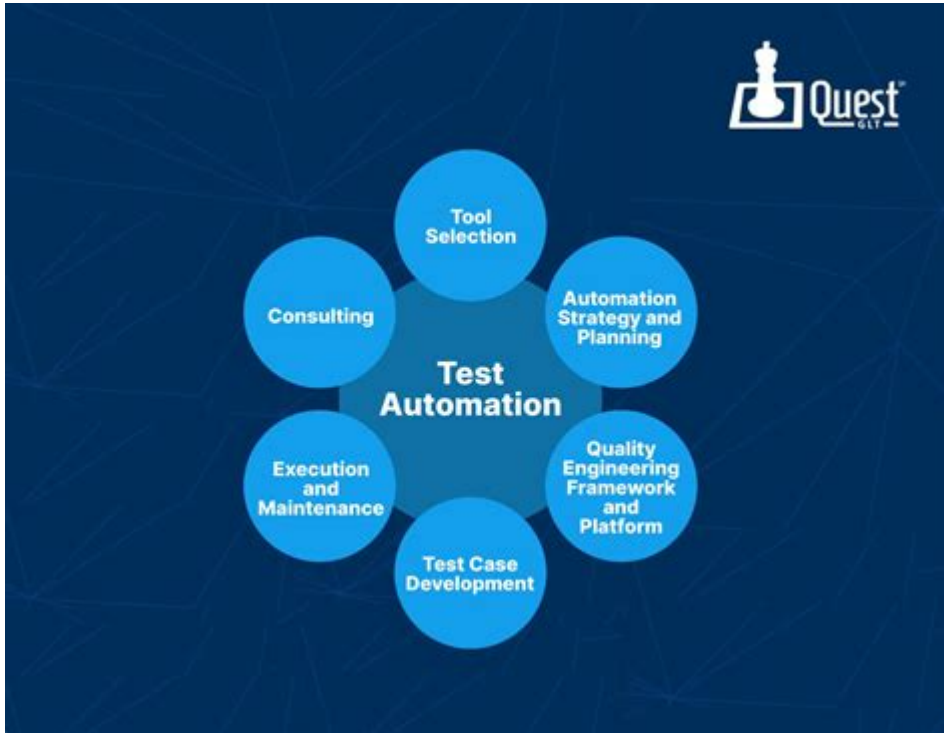 Quest
GLT
Tool
Selection
Automation
Strategy and
Planning
Quality
Engineering
Framework
and
Platform
Test Case
Development
Execution
and
Maintenance
Consulting
Test
Automation